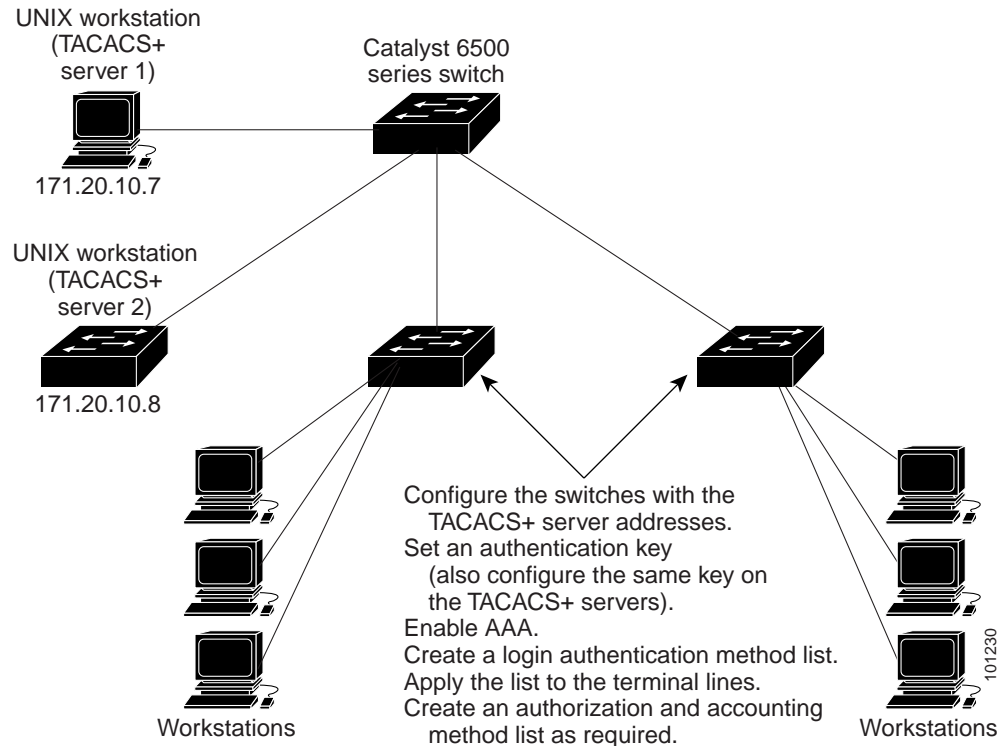 UNIX workstation
(TACACS+
server 1)
Catalyst 6500
series switch
171.20.10.7
UNIX workstation
(TACACS+
server 2)
171.20.10.8
Configure the switches with the
TACACS+ server addresses.
Set an authentication key
(also configure the same key on
the TACACS+ servers).
Enable AAA.
Create a login authentication method list.
Apply the list to the terminal lines.
Create an authorization and accounting
method list as required.
Workstations
Workstations
101230